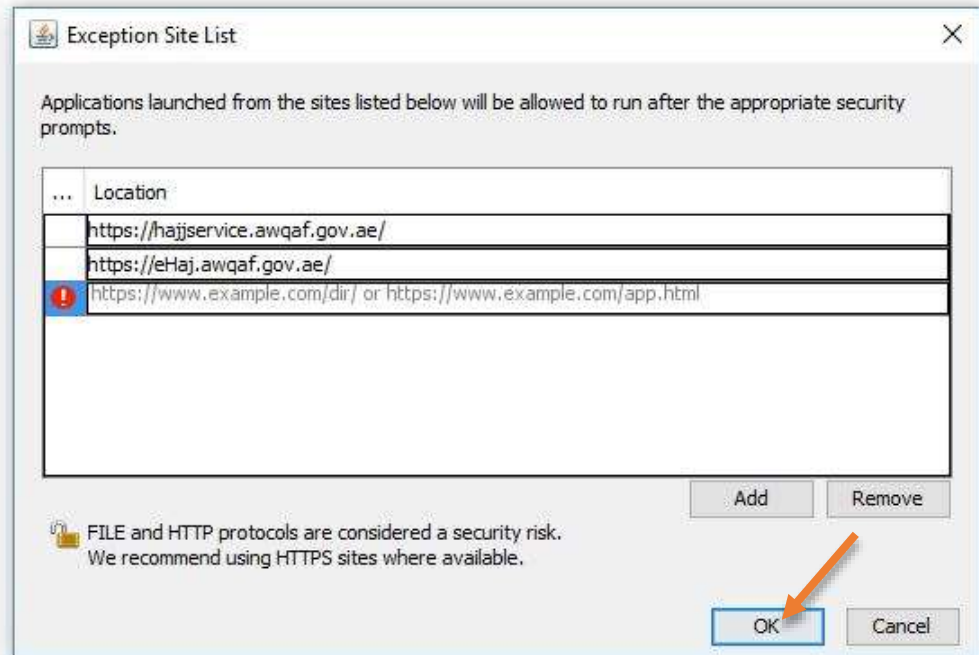 Exception Site List
Applications launched from the sites listed below will be allowed to run after the appropriate security
prompts.
... Location
https://hajjservice.awqaf.gov.ae/
https://eHaj.awqaf.gov.ae/
https://www.example.com/dir/ or https://www.example.com/app.html
Add Remove
FILE and HTTP protocols are considered a security risk.
We recommend using HTTPS sites where available.
OK Cancel